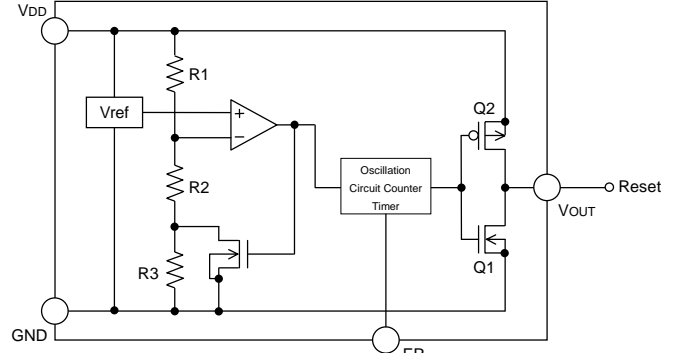 VDD
R1
Q2
Vref
+
−
Oscillation
Circuit Counter
Timer
R2
Reset
VOUT
R3
Q1
GND